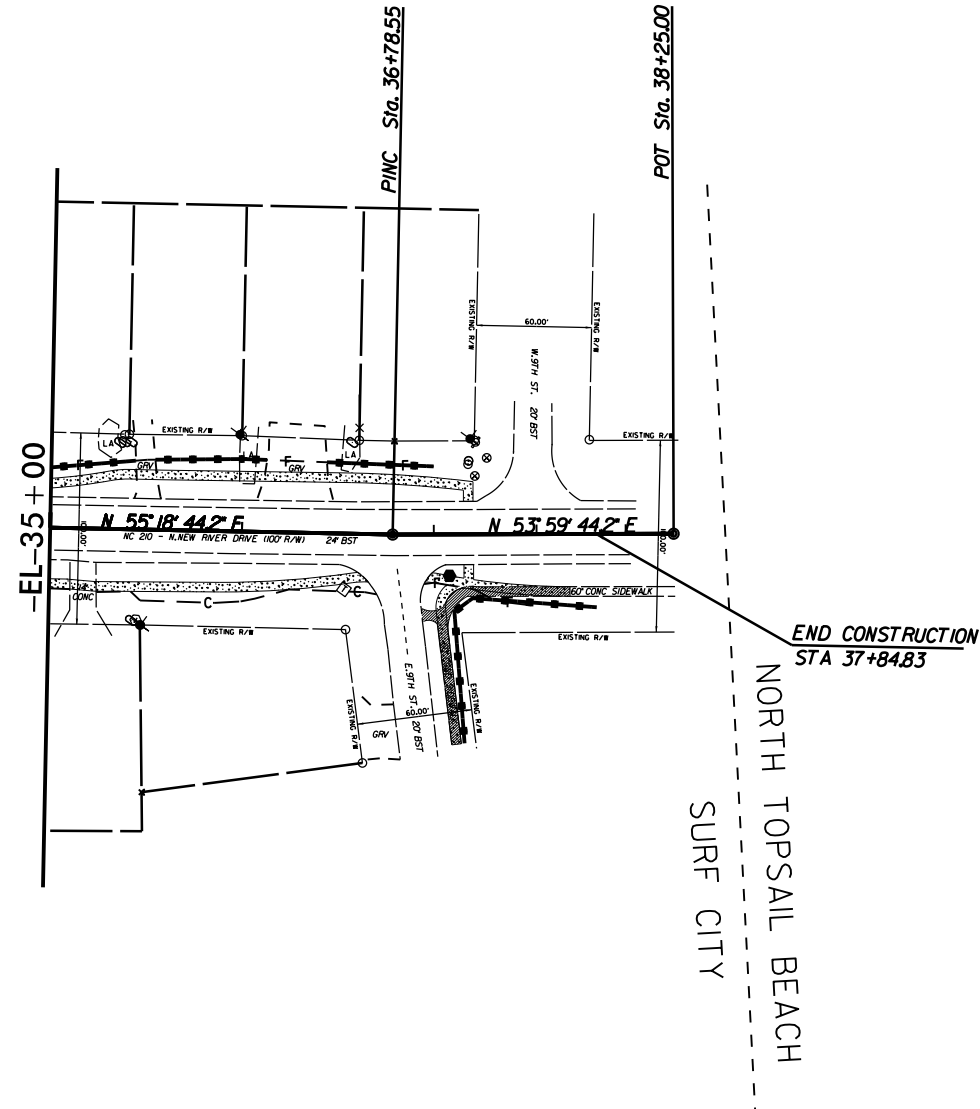 PINC Sta. 36+78.55
POT Sta. 38+25.00
-EL- 35+00
EXISTING R/W
60.00'
EXISTING R/W
W. 9TH ST. 20' BST
EXISTING R/W
EXISTING R/W
LA
LA
LA
GRV
F
GRV
F
F
100.00'
N 55° 18' 44.2" E
NC 210 - N. NEW RIVER DRIVE (100' R/W) 24' BST
N 53° 59' 44.2" E
100.00'
CONC
C
C
F
F
60" CONC SIDEWALK
EXISTING R/W
EXISTING R/W
END CONSTRUCTION
STA 37+84.83
EXISTING R/W
60.00'
E. 9TH ST. 20' BST
EXISTING R/W
GRV
NORTH TOPSAIL BEACH
SURF CITY